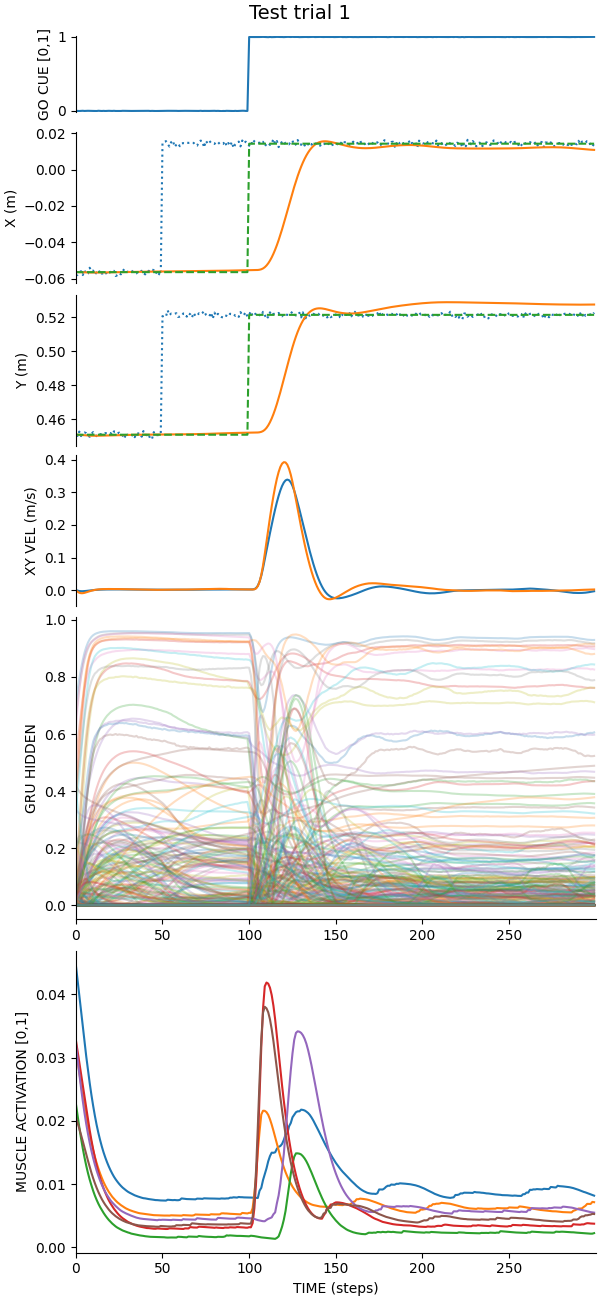 Test trial 1
GO CUE [0,1]
1
0
X (m)
0.02
0.00
−0.02
−0.04
−0.06
Y (m)
0.52
0.50
0.48
0.46
XY VEL (m/s)
0.4
0.3
0.2
0.1
0.0
GRU HIDDEN
1.0
0.8
0.6
0.4
0.2
0.0
0 50 100 150 200 250
MUSCLE ACTIVATION [0,1]
0.04
0.03
0.02
0.01
0.00
0 50 100 150 200 250
TIME (steps)